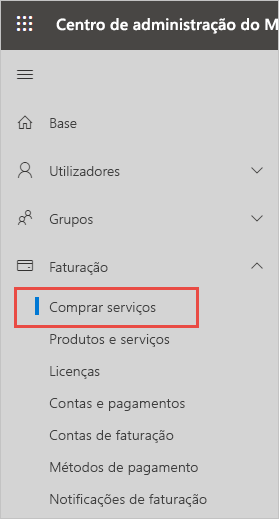 Centro de administração do M
Base
Utilizadores
Grupos
Faturação
Comprar serviços
Produtos e serviços
Licenças
Contas e pagamentos
Contas de faturação
Métodos de pagamento
Notificações de faturação